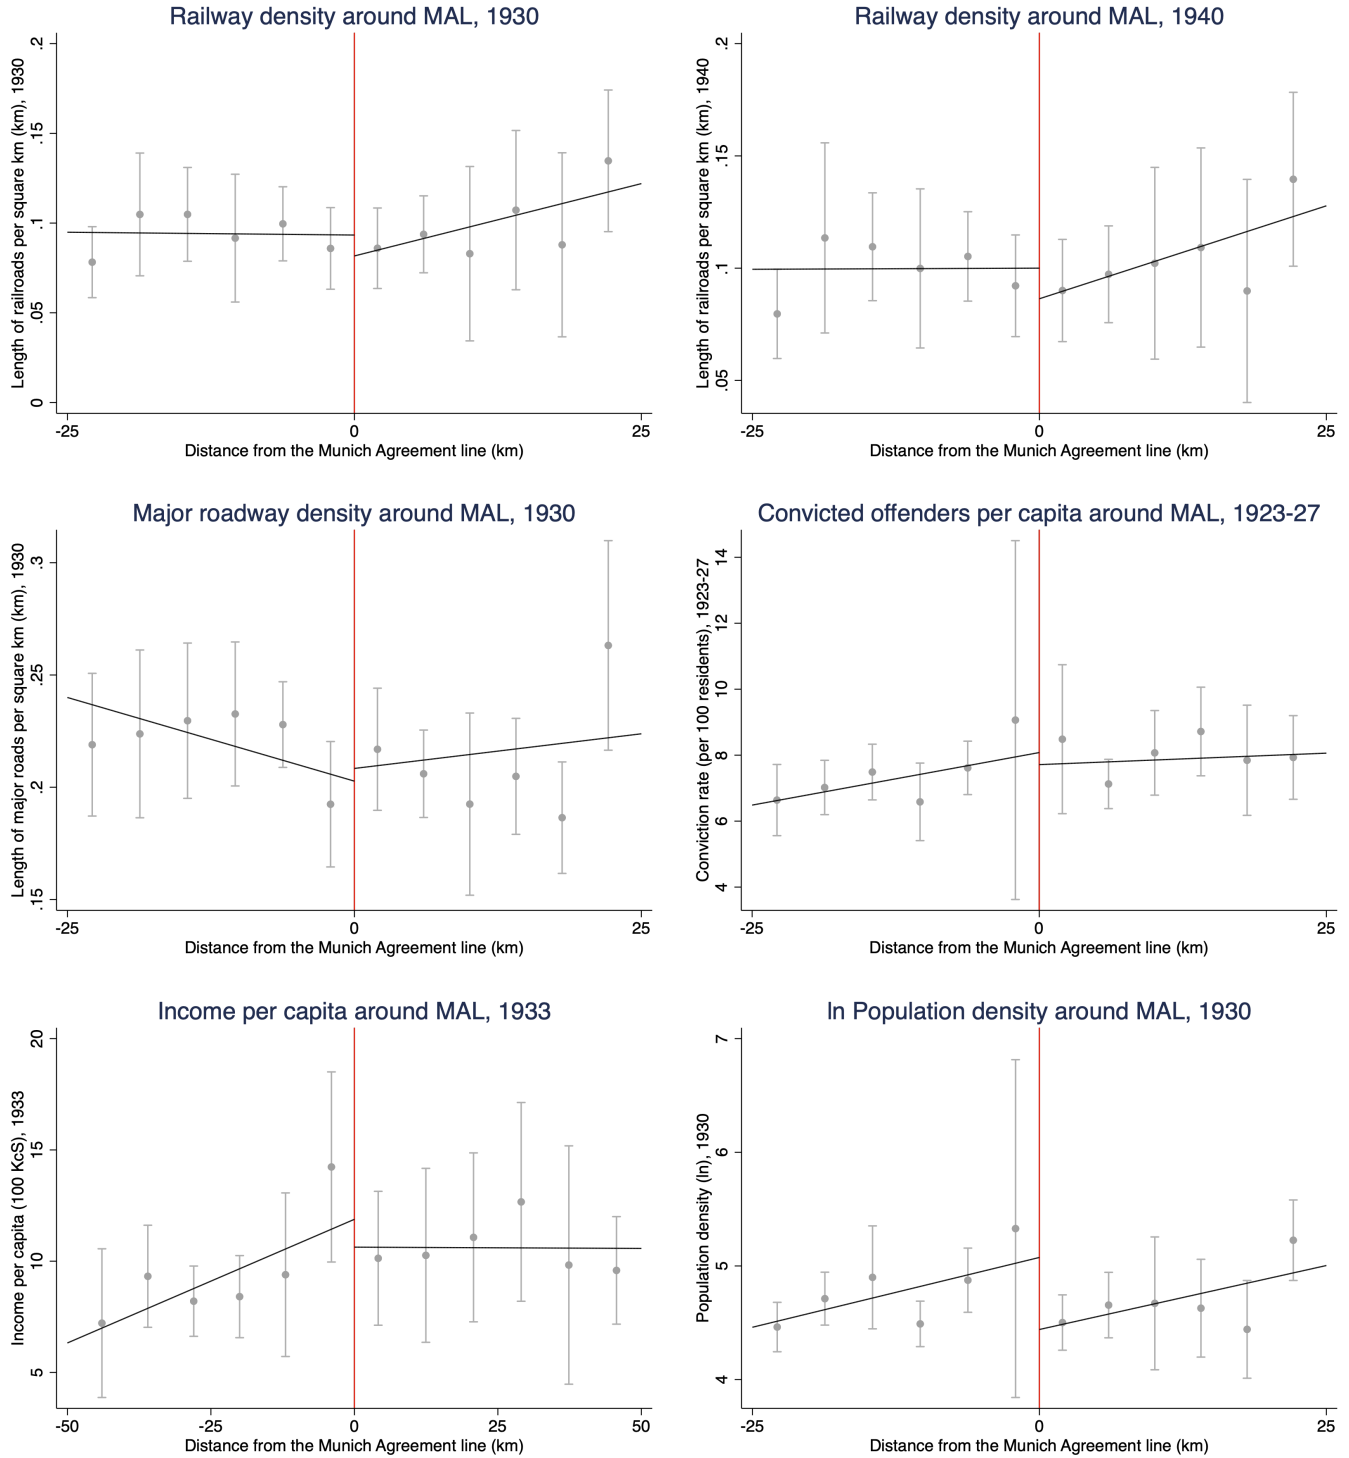 Railway density around MAL, 1930
Length of railroads per square km (km), 1930
.2
.15
.1
.05
0
-25 0 25
Distance from the Munich Agreement line (km)
Railway density around MAL, 1940
Length of railroads per square km (km), 1940
.2
.15
.1
.05
-25 0 25
Distance from the Munich Agreement line (km)
Major roadway density around MAL, 1930
Length of major roads per square km (km), 1930
.3
.25
.2
.15
-25 0 25
Distance from the Munich Agreement line (km)
Convicted offenders per capita around MAL, 1923-27
Conviction rate (per 100 residents), 1923-27
14
12
10
8
6
4
-25 0 25
Distance from the Munich Agreement line (km)
Income per capita around MAL, 1933
Income per capita (100 KcS), 1933
20
15
10
5
-50 -25 0 25 50
Distance from the Munich Agreement line (km)
ln Population density around MAL, 1930
Population density (ln), 1930
7
6
5
4
-25 0 25
Distance from the Munich Agreement line (km)